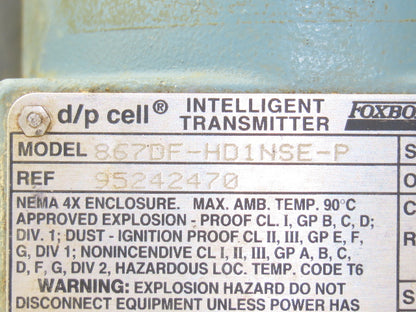 d/p cell® INTELLIGENT TRANSMITTER FOXBO
MODEL 867DF-HD1NSE-P S
REF 95242470 O
NEMA 4X ENCLOSURE. MAX. AMB. TEMP. 90°C C
APPROVED EXPLOSION - PROOF CL. I, GP B, C, D;
DIV. 1; DUST - IGNITION PROOF CL II, III, GP E, F, R
G, DIV 1; NONINCENDIVE CL I, II, III, GP A, B, C,
D, F, G, DIV 2, HAZARDOUS LOC. TEMP. CODE T6
WARNING: EXPLOSION HAZARD DO NOT S
DISCONNECT EQUIPMENT UNLESS POWER HAS